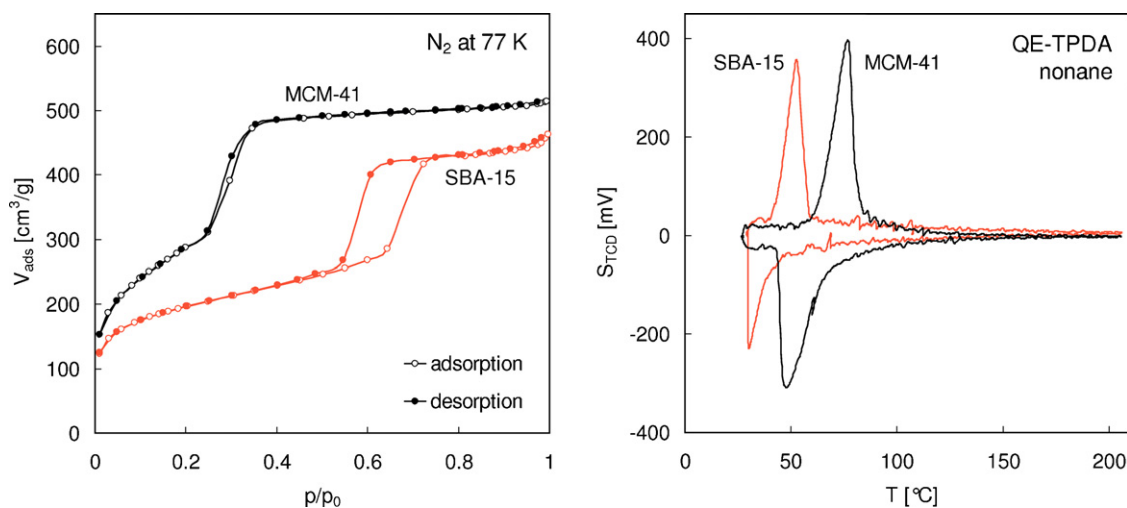 600
500
400
300
200
100
0
V_ads [cm³/g]
N₂ at 77 K
MCM-41
SBA-15
adsorption
desorption
0
0.2
0.4
0.6
0.8
1
p/p₀
400
200
0
-200
-400
S_TCD [mV]
QE-TPDA
nonane
SBA-15
MCM-41
0
50
100
150
200
T [°C]